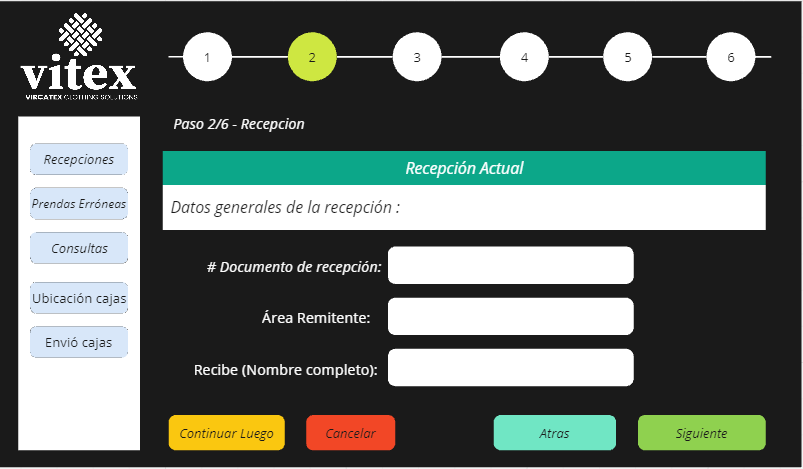 vitex
VIRCATEX CLOTHING SOLUTIONS
1 2 3 4 5 6
Paso 2/6 - Recepcion
Recepciones
Prendas Erróneas
Consultas
Ubicación cajas
Envió cajas
Recepción Actual
Datos generales de la recepción :
# Documento de recepción:
Área Remitente:
Recibe (Nombre completo):
Continuar Luego
Cancelar
Atras
Siguiente